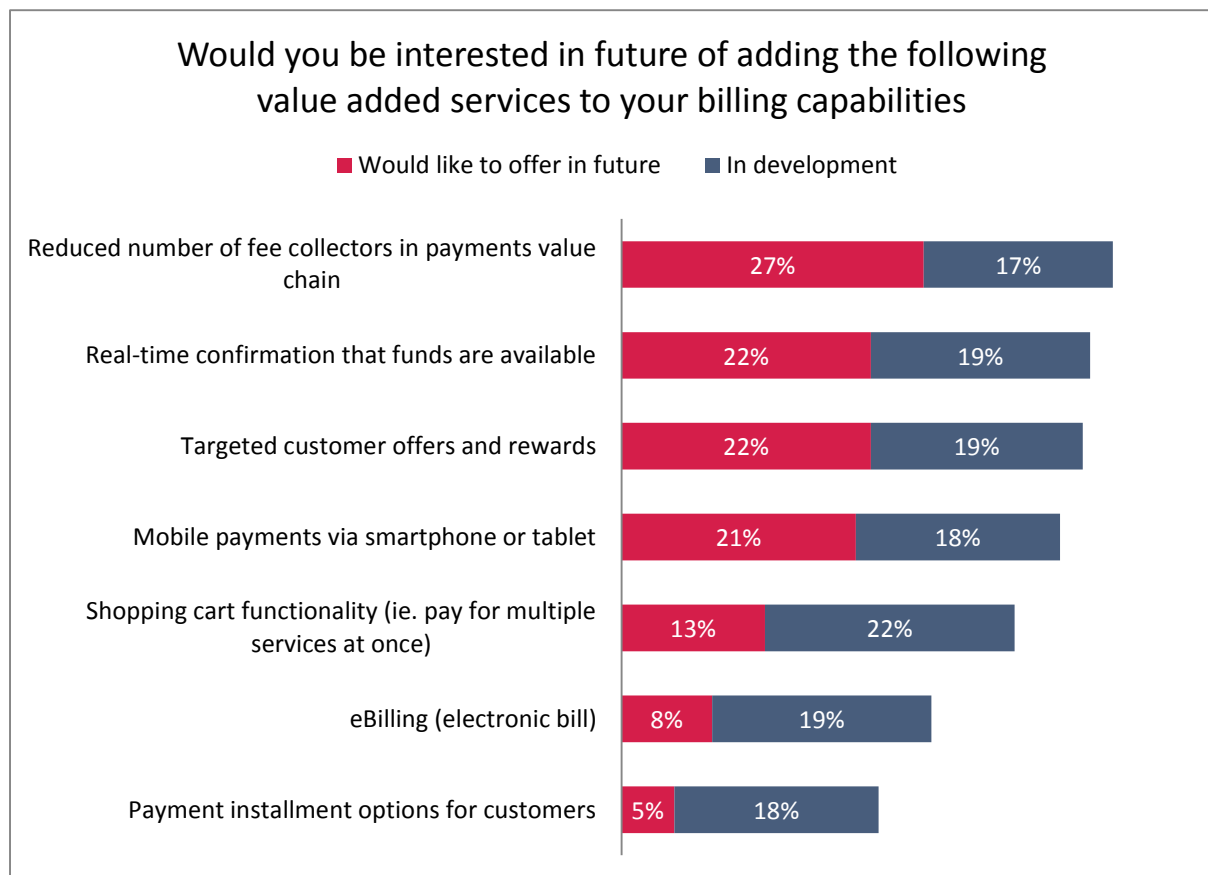 Would you be interested in future of adding the following
value added services to your billing capabilities
Would like to offer in future
In development
Reduced number of fee collectors in payments value
chain
27%
17%
Real-time confirmation that funds are available
22%
19%
Targeted customer offers and rewards
22%
19%
Mobile payments via smartphone or tablet
21%
18%
Shopping cart functionality (ie. pay for multiple
services at once)
13%
22%
eBilling (electronic bill)
8%
19%
Payment installment options for customers
5%
18%